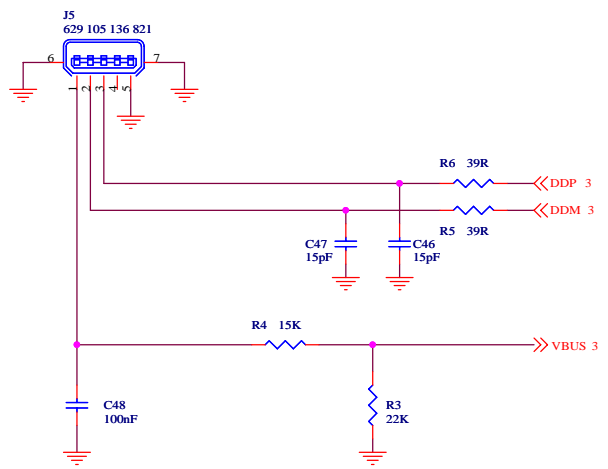 J5
629 105 136 821
6
7
1
2
3
4
5
R6 39R
DDP 3
DDM 3
R5 39R
C47
15pF
C46
15pF
R4 15K
VBUS 3
C48
100nF
R3
22K